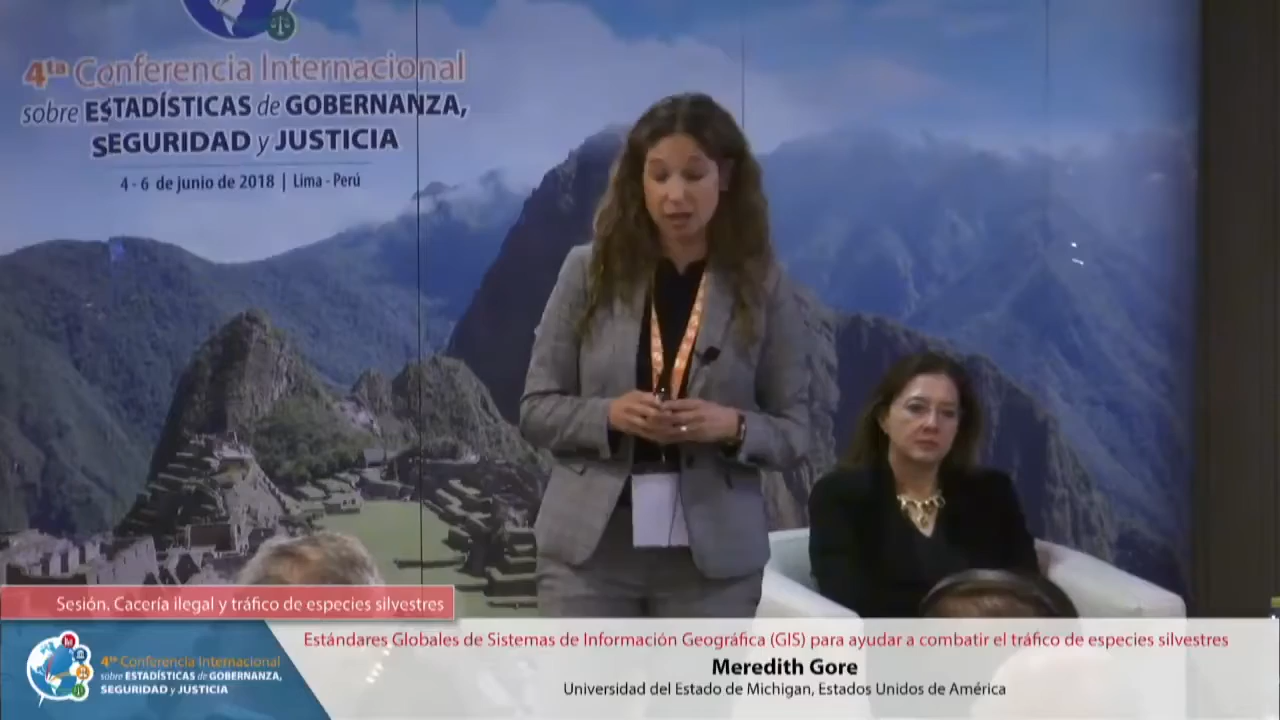 4ta Conferencia Internacional
sobre ESTADÍSTICAS de GOBERNANZA,
SEGURIDAD y JUSTICIA
4 - 6 de junio de 2018 | Lima - Perú
Sesión. Cacería ilegal y tráfico de especies silvestres
Estándares Globales de Sistemas de Información Geográfica (GIS) para ayudar a combatir el tráfico de especies silvestres
Meredith Gore
Universidad del Estado de Michigan, Estados Unidos de América
4ta Conferencia Internacional
sobre ESTADÍSTICAS de GOBERNANZA,
SEGURIDAD y JUSTICIA